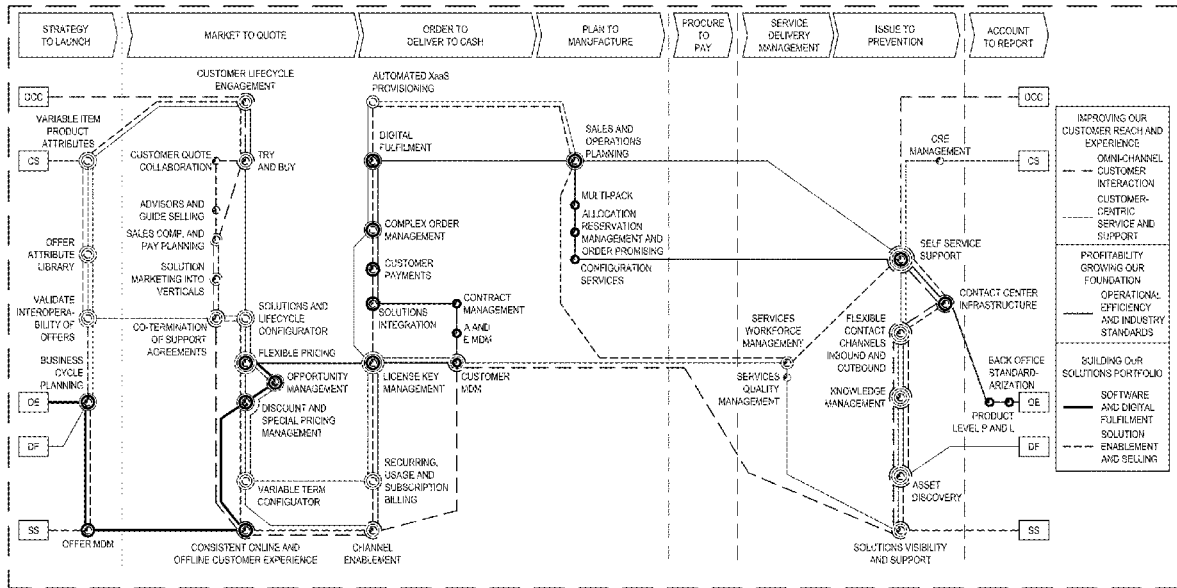 STRATEGY
TO LAUNCH
MARKET TO QUOTE
ORDER TO
DELIVER TO CASH
PLAN TO
MANUFACTURE
PROCURE
TO
PAY
SERVICE
DELIVERY
MANAGEMENT
ISSUE TO
PREVENTION
ACCOUNT
TO REPORT
CUSTOMER LIFECYCLE
ENGAGEMENT
AUTOMATED XaaS
PROVISIONING
OCC
OCC
VARIABLE ITEM
PRODUCT
ATTRIBUTES
CS
CUSTOMER QUOTE
COLLABORATION
TRY
AND BUY
DIGITAL
FULFILMENT
SALES AND
OPERATIONS
PLANNING
CRE
MANAGEMENT
CS
MULTI-PACK
ADVISORS AND
GUIDE SELLING
SALES COMP. AND
PAY PLANNING
COMPLEX ORDER
MANAGEMENT
ALLOCATION
RESERVATION
MANAGEMENT AND
ORDER PROMISING
OFFER
ATTRIBUTE
LIBRARY
SOLUTION
MARKETING INTO
VERTICALS
CUSTOMER
PAYMENTS
CONFIGURATION
SERVICES
SELF SERVICE
SUPPORT
VALIDATE
INTEROPERA-
BILITY OF
OFFERS
CO-TERMINATION
OF SUPPORT
AGREEMENTS
SOLUTIONS AND
LIFECYCLE
CONFIGURATOR
SOLUTIONS
INTEGRATION
CONTRACT
MANAGEMENT
A AND
E MDM
SERVICES
WORKFORCE
MANAGEMENT
FLEXIBLE
CONTACT
CHANNELS
INBOUND AND
OUTBOUND
CONTACT CENTER
INFRASTRUCTURE
BUSINESS
CYCLE
PLANNING
FLEXIBLE PRICING
OPPORTUNITY
MANAGEMENT
LICENSE KEY
MANAGEMENT
CUSTOMER
MDM
SERVICES
QUALITY
MANAGEMENT
KNOWLEDGE
MANAGEMENT
BACK OFFICE
STANDARD-
ARIZATION
OE
DISCOUNT AND
SPECIAL PRICING
MANAGEMENT
PRODUCT
LEVEL P AND L
OE
DF
DF
VARIABLE TERM
CONFIGUATOR
RECURRING,
USAGE AND
SUBSCRIPTION
BILLING
ASSET
DISCOVERY
SS
OFFER MDM
CONSISTENT ONLINE AND
OFFLINE CUSTOMER EXPERIENCE
CHANNEL
ENABLEMENT
SOLUTIONS VISIBILITY
AND SUPPORT
SS
IMPROVING OUR
CUSTOMER REACH AND
EXPERIENCE
OMNI-CHANNEL
CUSTOMER
INTERACTION
CUSTOMER-
CENTRIC
SERVICE AND
SUPPORT
PROFITABILITY
GROWING OUR
FOUNDATION
OPERATIONAL
EFFICIENCY
AND INDUSTRY
STANDARDS
BUILDING OUR
SOLUTIONS PORTFOLIO
SOFTWARE
AND DIGITAL
FULFILMENT
SOLUTION
ENABLEMENT
AND SELLING